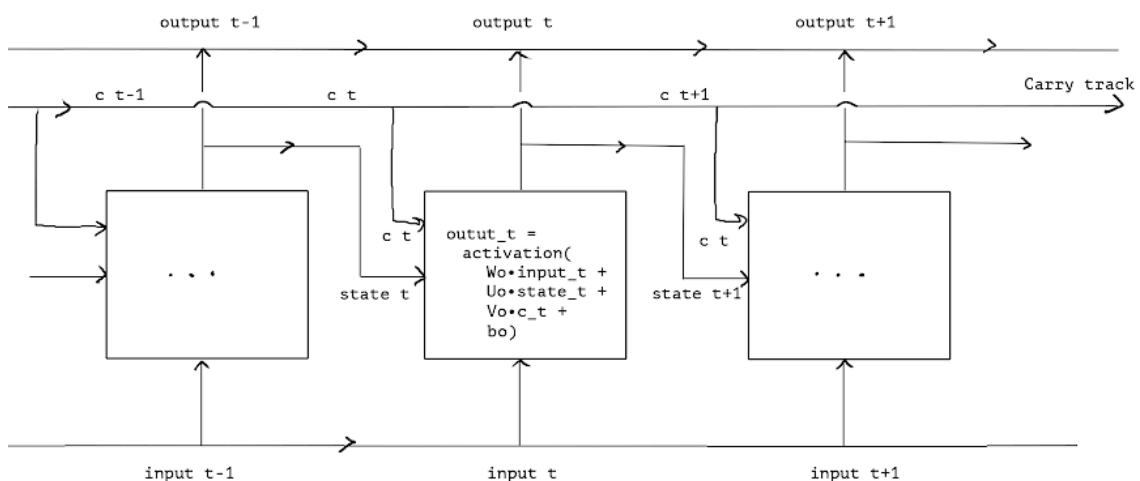 output t-1
output t
output t+1
c t-1
c t
c t+1
Carry track
c t
outut_t =
activation(
Wo•input_t +
Uo•state_t +
Vo•c_t +
bo)
c t
state t
state t+1
input t-1
input t
input t+1